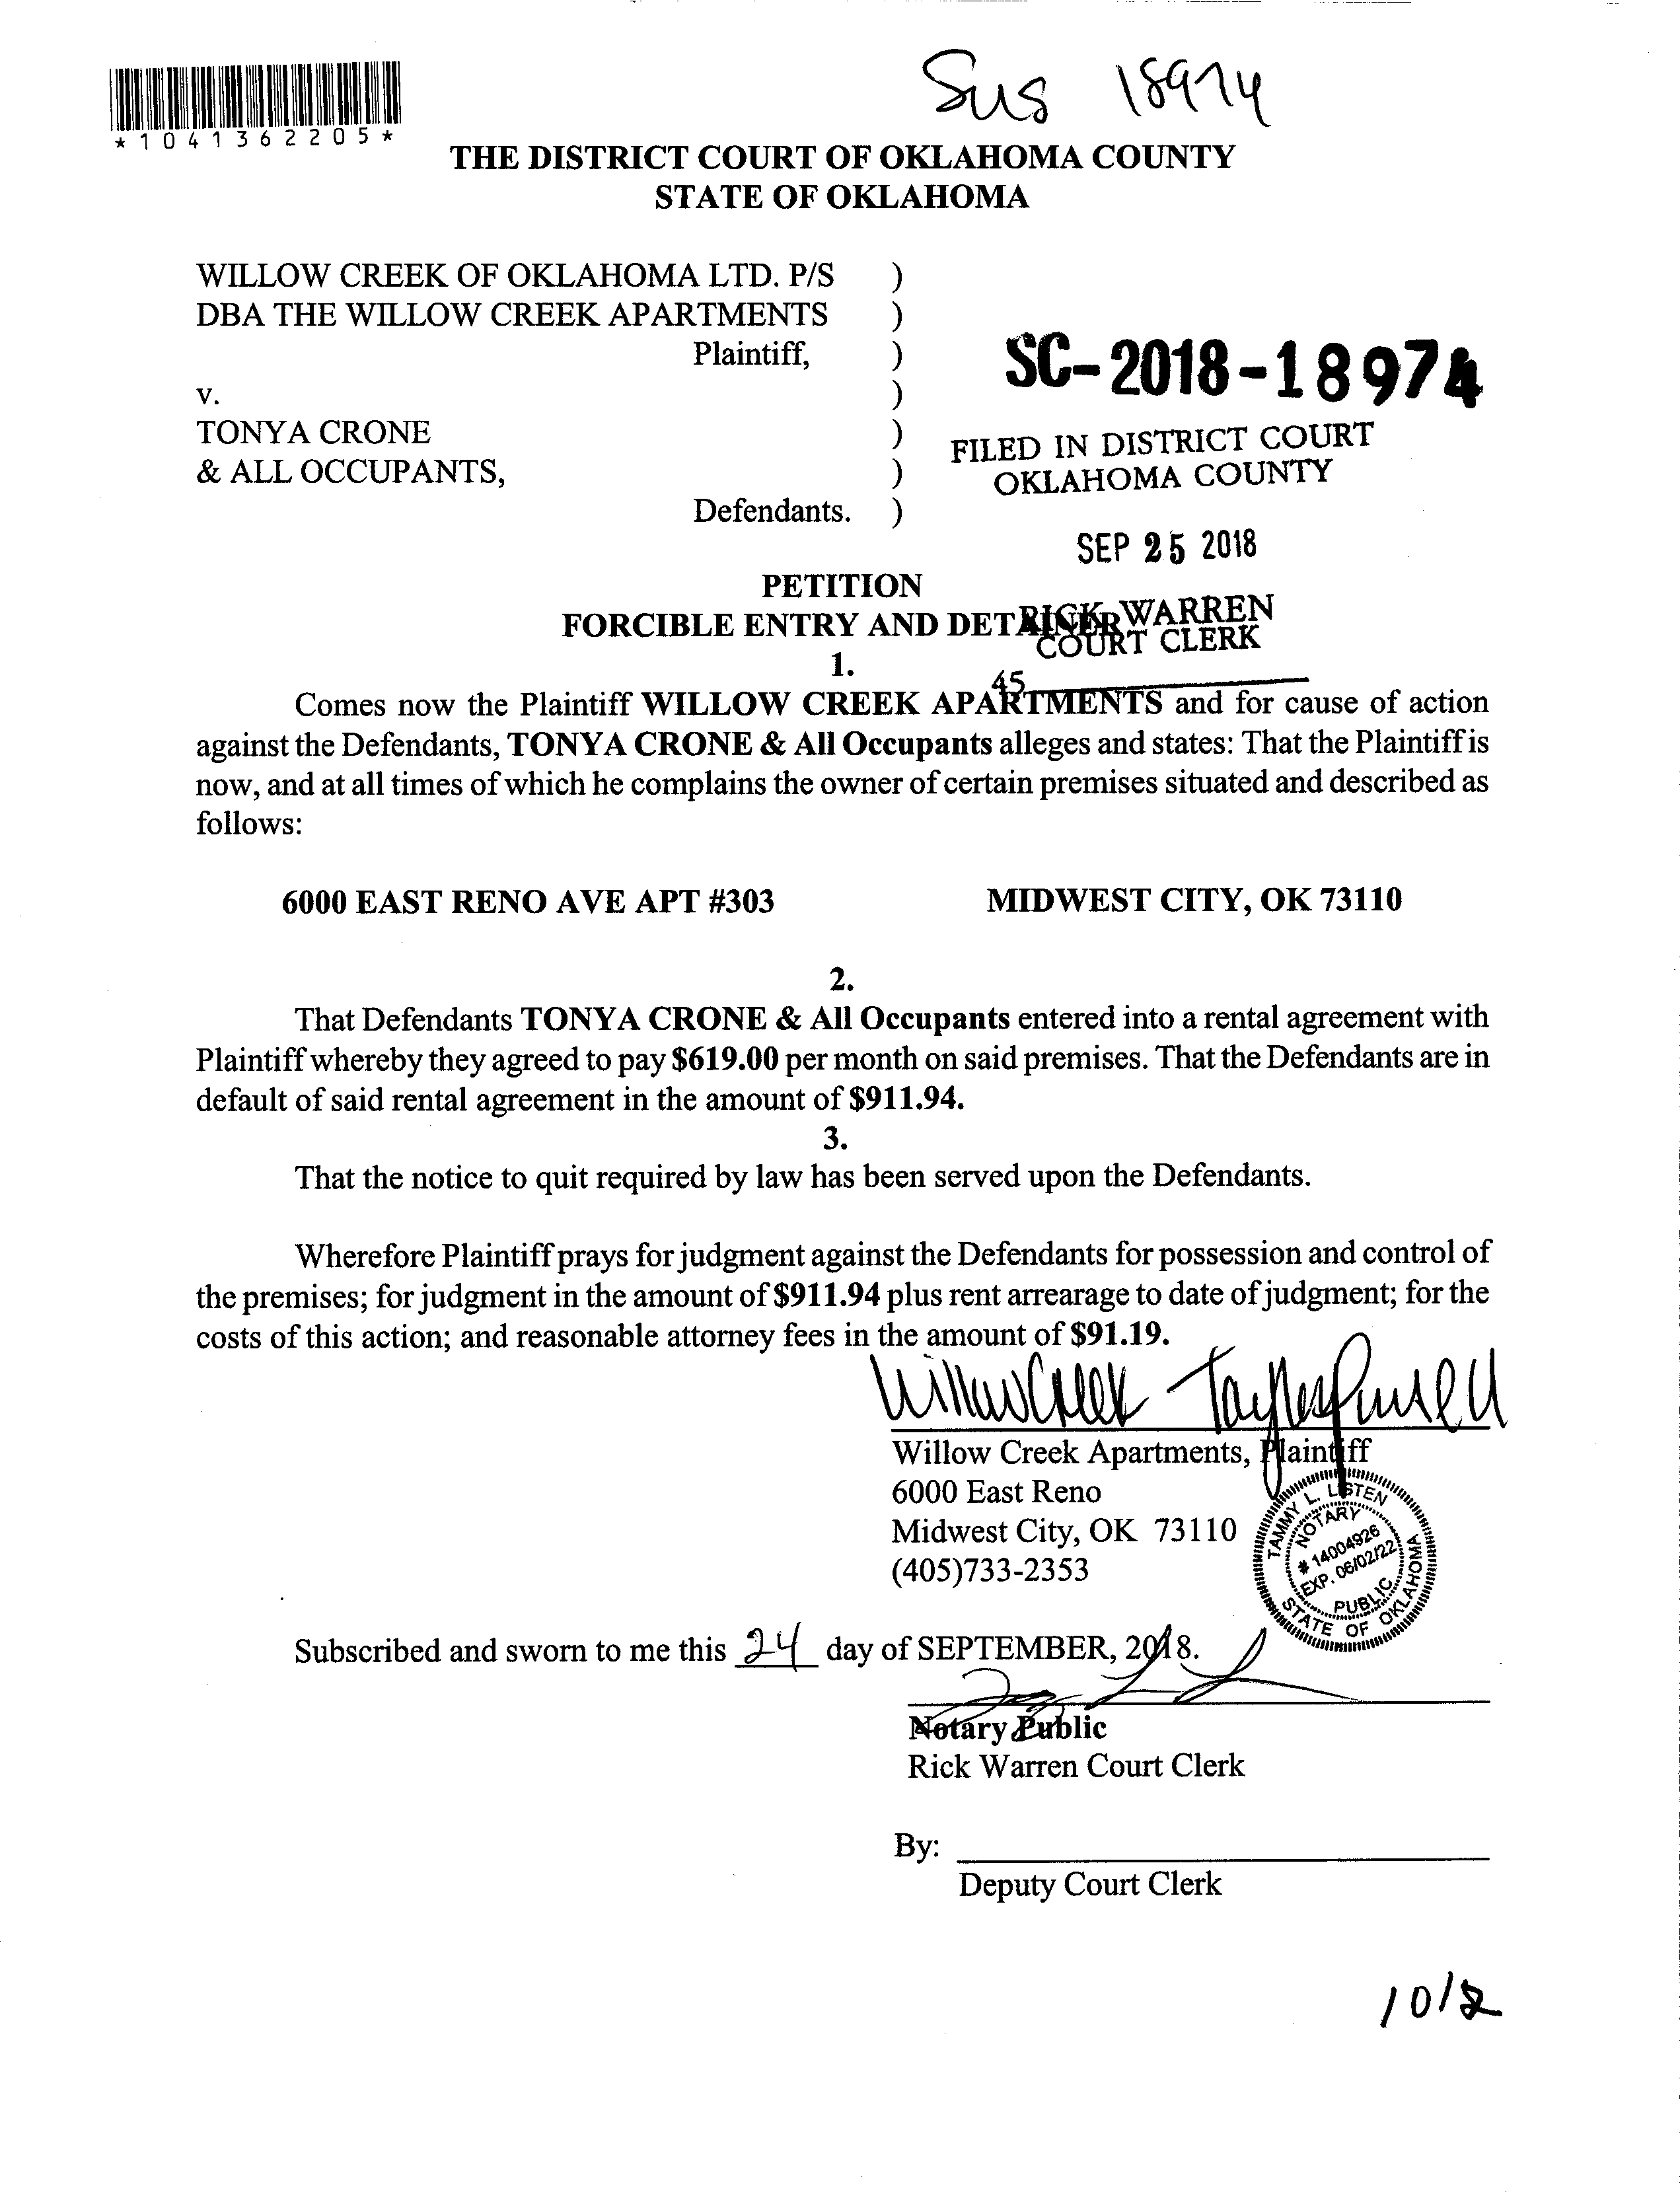 Sus 18974
*1041362205*
THE DISTRICT COURT OF OKLAHOMA COUNTY
STATE OF OKLAHOMA
WILLOW CREEK OF OKLAHOMA LTD. P/S )
DBA THE WILLOW CREEK APARTMENTS )
Plaintiff, )
v. )
TONYA CRONE )
& ALL OCCUPANTS, )
Defendants. )
SC-2018-18974
FILED IN DISTRICT COURT
OKLAHOMA COUNTY
SEP 25 2018
RICK WARREN
COURT CLERK
45
PETITION
FORCIBLE ENTRY AND DETAINER
1.
Comes now the Plaintiff WILLOW CREEK APARTMENTS and for cause of action
against the Defendants, TONYA CRONE & All Occupants alleges and states: That the Plaintiff is
now, and at all times of which he complains the owner of certain premises situated and described as
follows:
6000 EAST RENO AVE APT #303 MIDWEST CITY, OK 73110
2.
That Defendants TONYA CRONE & All Occupants entered into a rental agreement with
Plaintiff whereby they agreed to pay $619.00 per month on said premises. That the Defendants are in
default of said rental agreement in the amount of $911.94.
3.
That the notice to quit required by law has been served upon the Defendants.
Wherefore Plaintiff prays for judgment against the Defendants for possession and control of
the premises; for judgment in the amount of $911.94 plus rent arrearage to date of judgment; for the
costs of this action; and reasonable attorney fees in the amount of $91.19.
Willow Creek - Taylor Pursell
Willow Creek Apartments, Plaintiff
6000 East Reno
Midwest City, OK 73110
(405)733-2353
TAMMY L. LISTEN
NOTARY
# 14004926
EXP. 06/02/22
PUBLIC
STATE OF OKLAHOMA
Subscribed and sworn to me this 24 day of SEPTEMBER, 2018.
Notary Public
Rick Warren Court Clerk
By:
Deputy Court Clerk
10/2